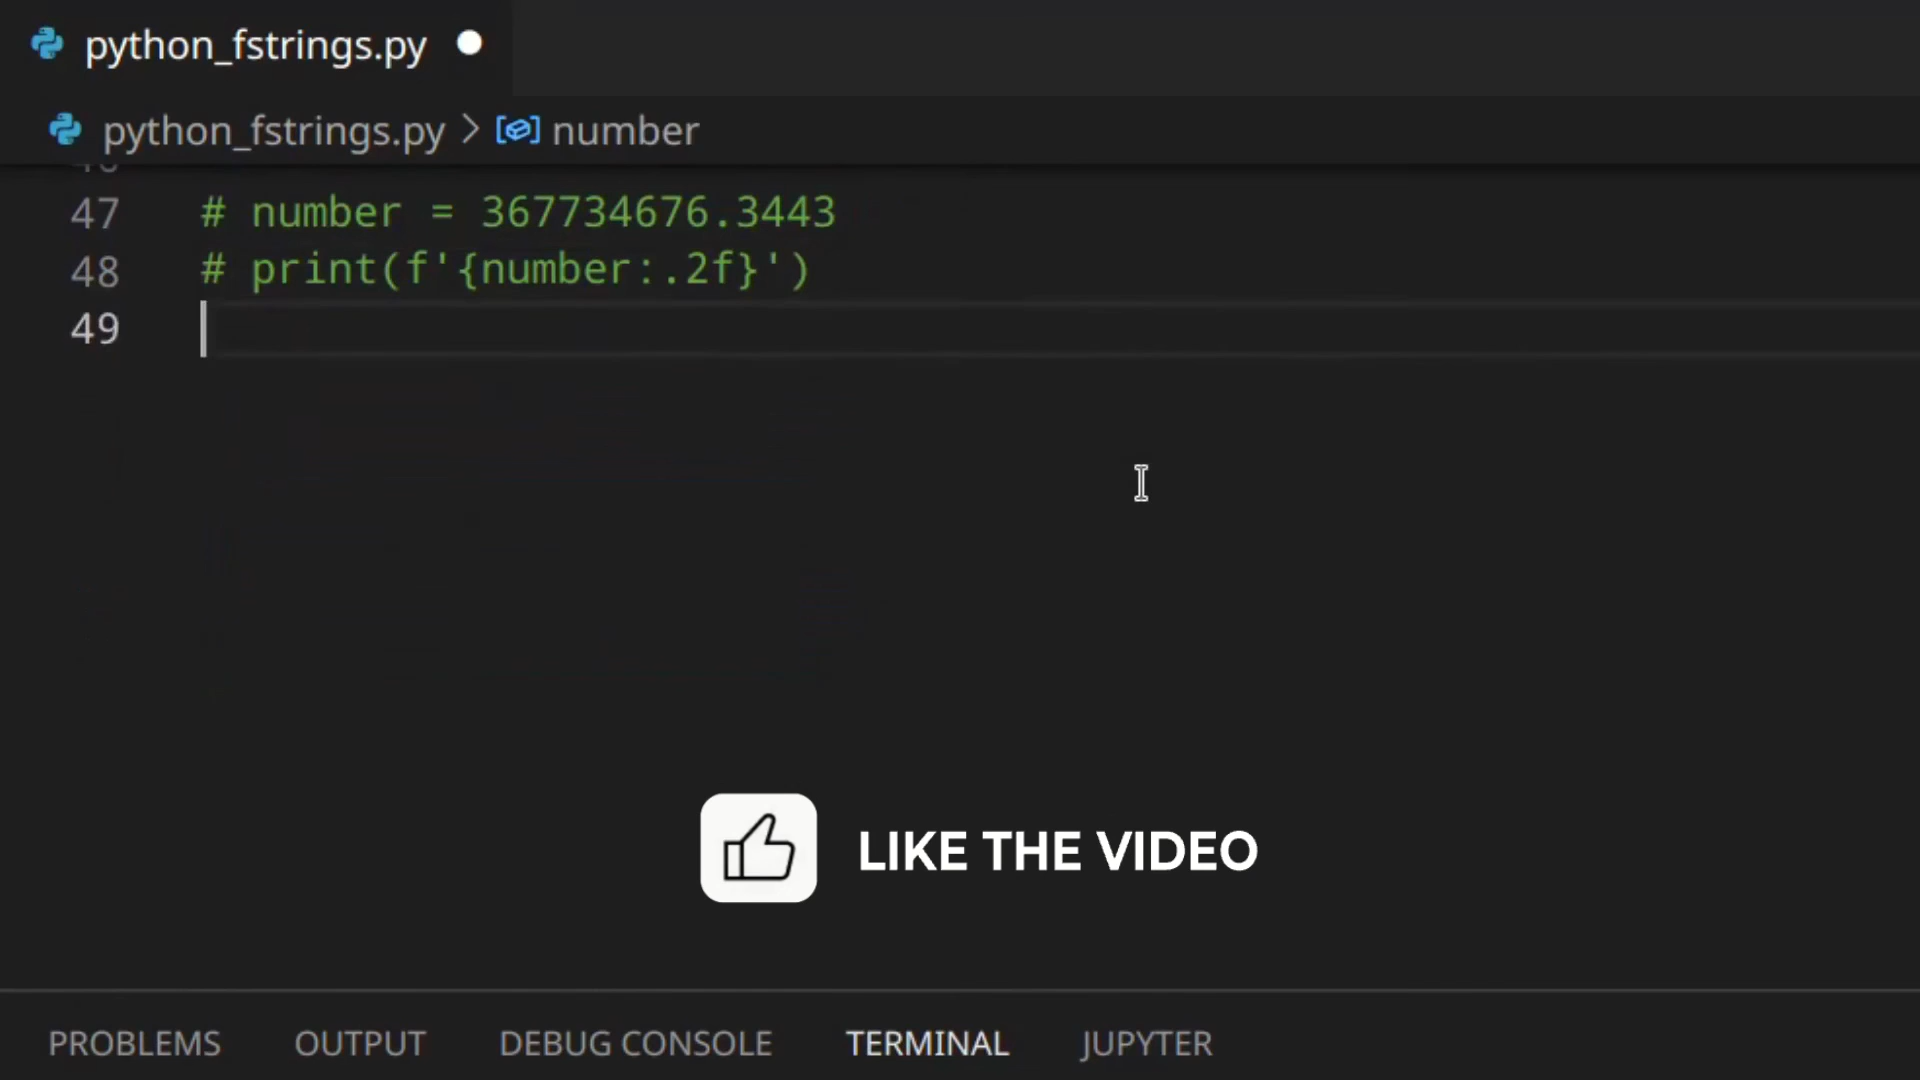 python_fstrings.py
python_fstrings.py > number
47 # number = 367734676.3443
48 # print(f'{number:.2f}')
49
LIKE THE VIDEO
PROBLEMS OUTPUT DEBUG CONSOLE TERMINAL JUPYTER